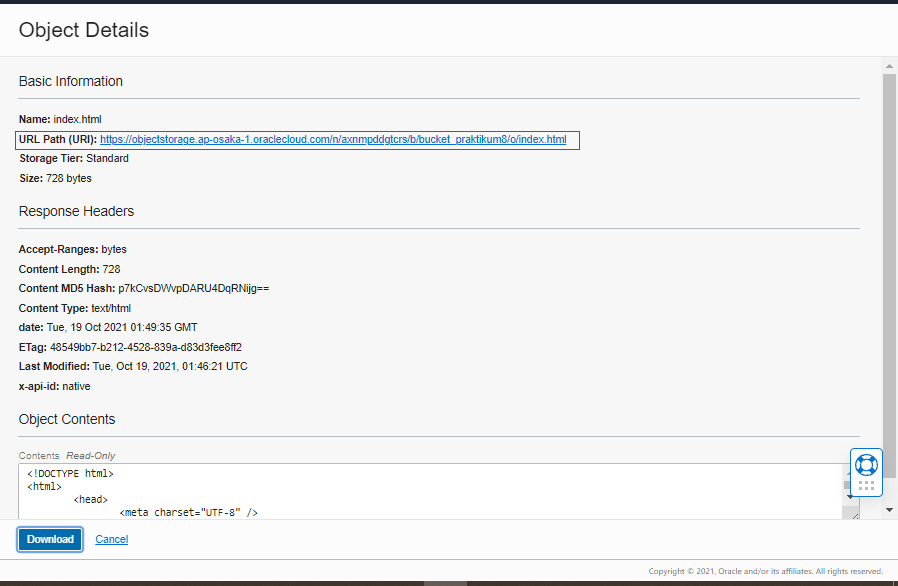 Object Details
Basic Information
Name: index.html
URL Path (URI): https://objectstorage.ap-osaka-1.oraclecloud.com/n/axnmpddgtcrs/b/bucket_praktikum8/o/index.html
Storage Tier: Standard
Size: 728 bytes
Response Headers
Accept-Ranges: bytes
Content Length: 728
Content MD5 Hash: p7kCvsDWvpDARU4DqRNijg==
Content Type: text/html
date: Tue, 19 Oct 2021 01:49:35 GMT
ETag: 48549bb7-b212-4528-839a-d83d3fee8ff2
Last Modified: Tue, Oct 19, 2021, 01:46:21 UTC
x-api-id: native
Object Contents
Contents Read-Only
<!DOCTYPE html>
<html>
<head>
<meta charset="UTF-8" />
Download Cancel
Copyright © 2021, Oracle and/or its affiliates. All rights reserved.